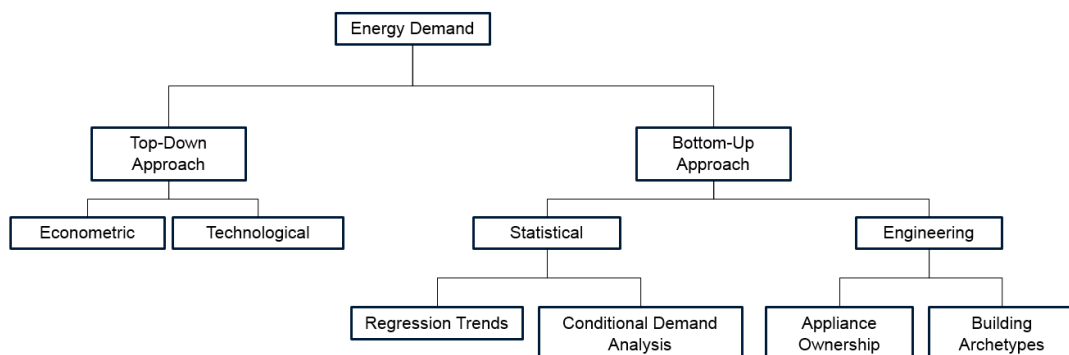 Energy Demand
Top-Down
Approach
Bottom-Up
Approach
Econometric
Technological
Statistical
Engineering
Regression Trends
Conditional Demand
Analysis
Appliance
Ownership
Building
Archetypes